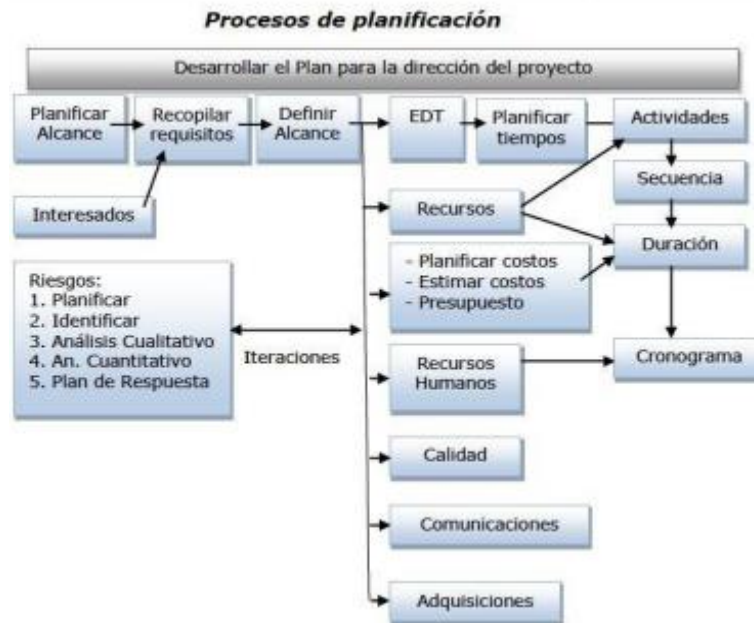 Procesos de planificación
Desarrollar el Plan para la dirección del proyecto
Planificar
Alcance
Recopilar
requisitos
Definir
Alcance
EDT
Planificar
tiempos
Actividades
Interesados
Recursos
Secuencia
Duración
- Planificar costos
- Estimar costos
- Presupuesto
Riesgos:
1. Planificar
2. Identificar
3. Análisis Cualitativo
4. An. Cuantitativo
5. Plan de Respuesta
Iteraciones
Recursos
Humanos
Cronograma
Calidad
Comunicaciones
Adquisiciones